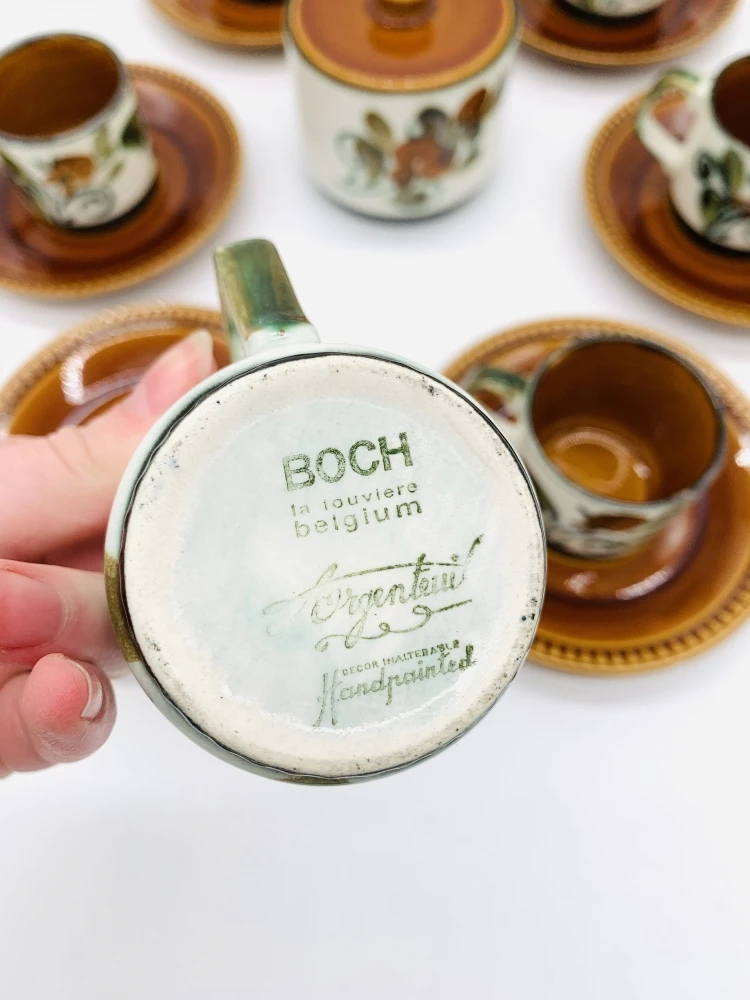 BOCH
la louviere
belgium
Argenteuil
DECOR INALTERABLE
Handpainted